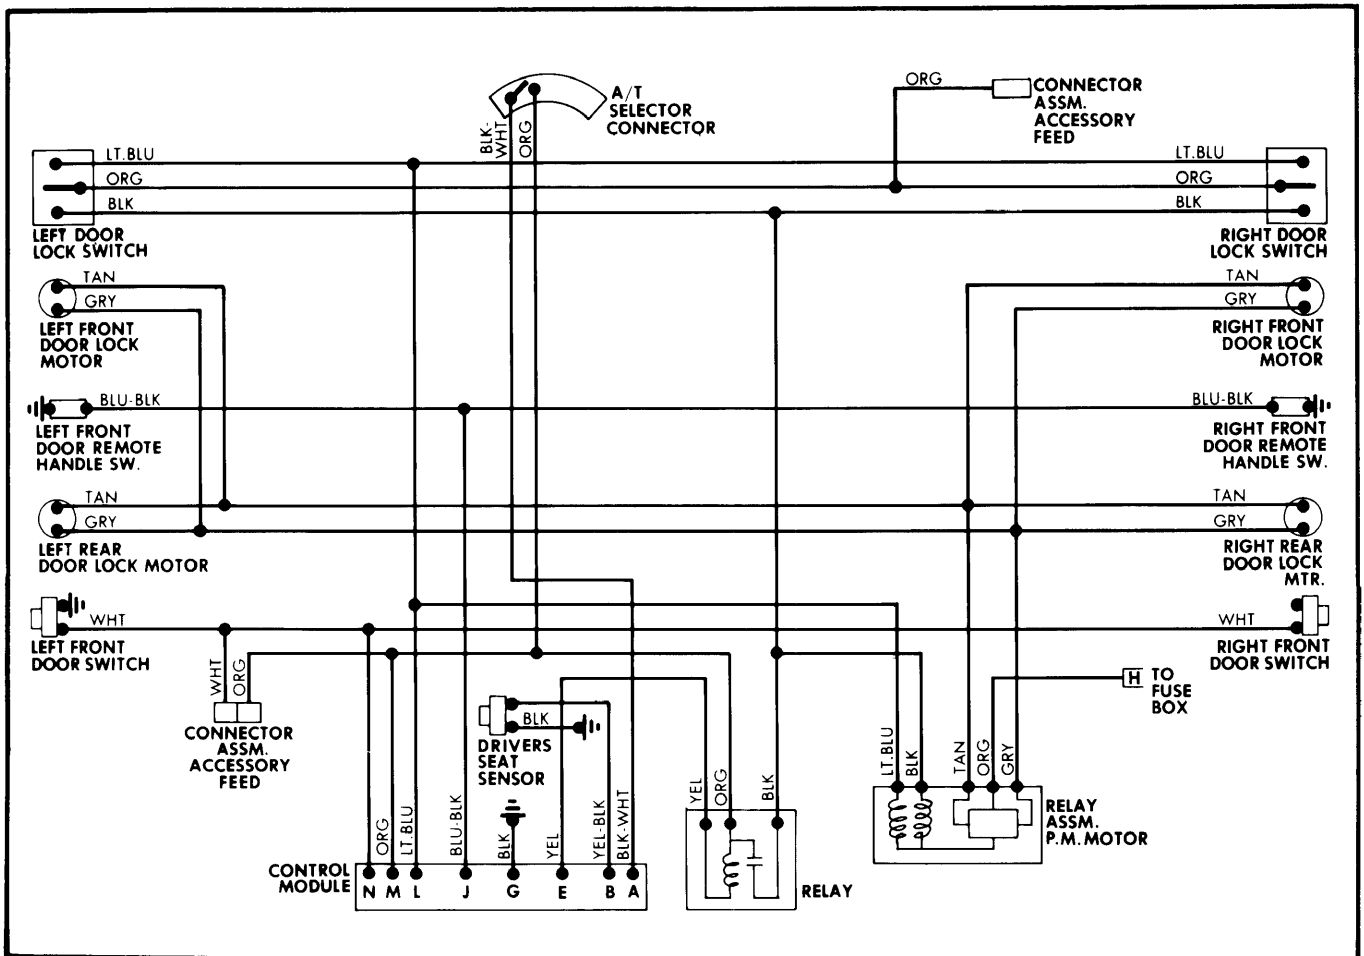 ORG
CONNECTOR
ASSM.
ACCESSORY
FEED
A/T
SELECTOR
CONNECTOR
BLK-
WHT
ORG
LT.BLU
ORG
BLK
LEFT DOOR
LOCK SWITCH
LT.BLU
ORG
BLK
RIGHT DOOR
LOCK SWITCH
TAN
GRY
LEFT FRONT
DOOR LOCK
MOTOR
TAN
GRY
RIGHT FRONT
DOOR LOCK
MOTOR
BLU-BLK
LEFT FRONT
DOOR REMOTE
HANDLE SW.
BLU-BLK
RIGHT FRONT
DOOR REMOTE
HANDLE SW.
TAN
GRY
LEFT REAR
DOOR LOCK MOTOR
TAN
GRY
RIGHT REAR
DOOR LOCK
MTR.
WHT
LEFT FRONT
DOOR SWITCH
WHT
RIGHT FRONT
DOOR SWITCH
WHT
ORG
CONNECTOR
ASSM.
ACCESSORY
FEED
BLK
DRIVERS
SEAT
SENSOR
H
TO
FUSE
BOX
ORG
LT.BLU
BLU-BLK
BLK
YEL
YEL-BLK
BLK-WHT
CONTROL
MODULE
N M L J G E B A
YEL
ORG
BLK
RELAY
LT.BLU
BLK
TAN
ORG
GRY
RELAY
ASSM.
P.M.MOTOR